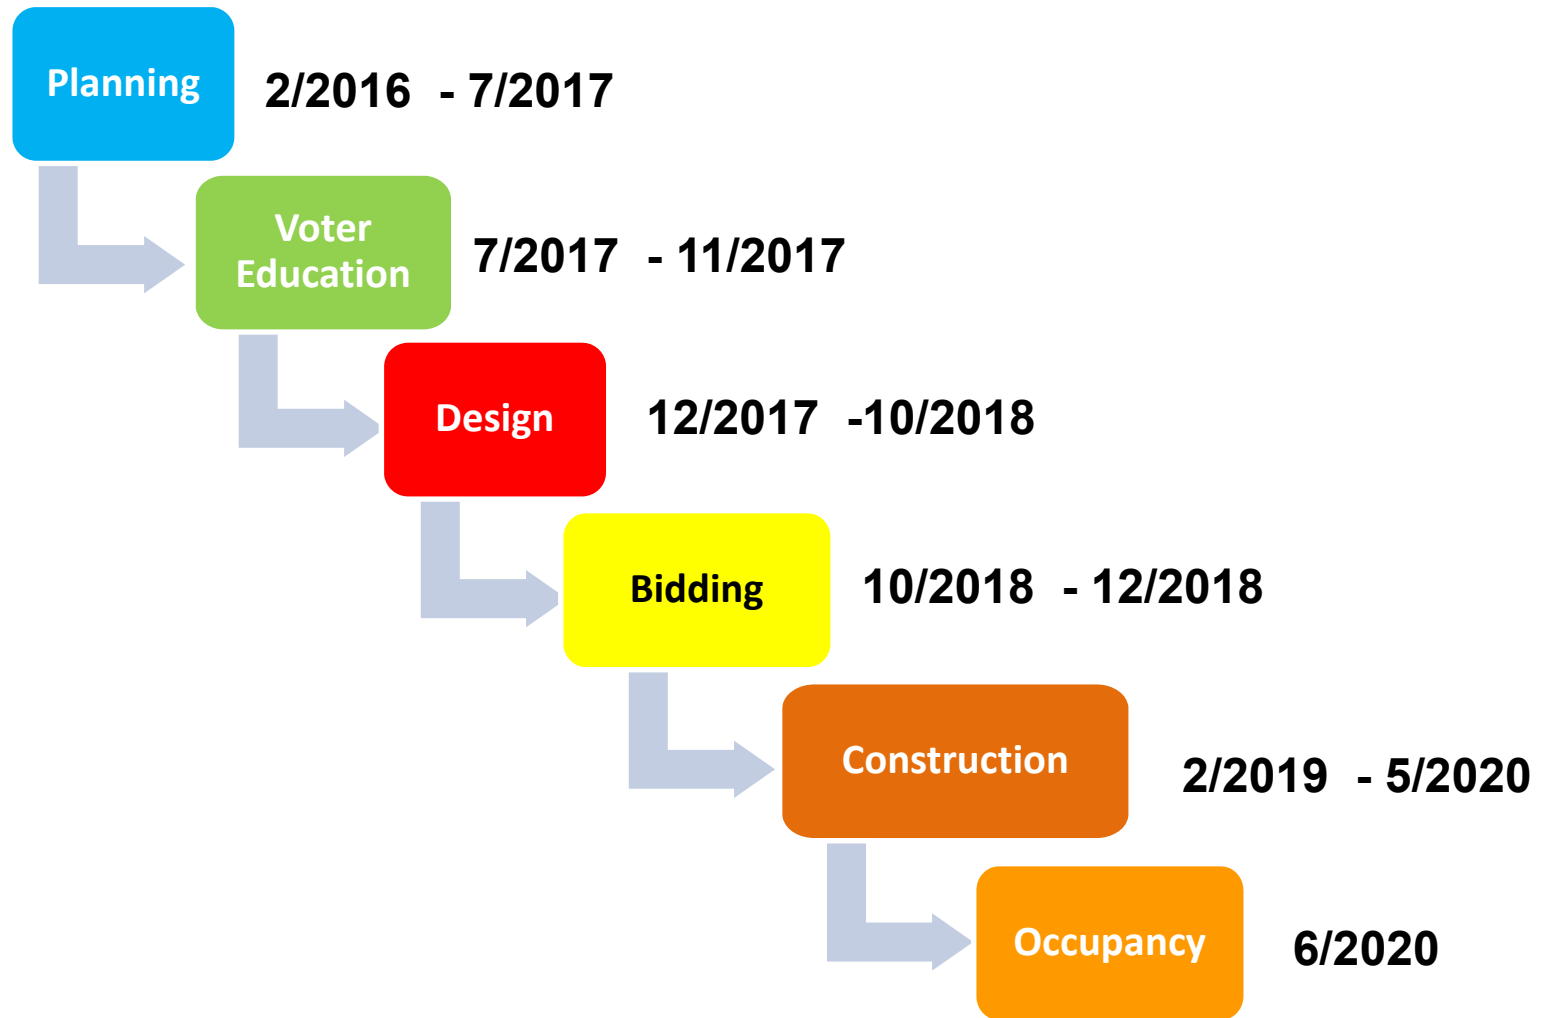 Planning
2/2016 - 7/2017
Voter
Education
7/2017 - 11/2017
Design
12/2017 -10/2018
Bidding
10/2018 - 12/2018
Construction
2/2019 - 5/2020
Occupancy
6/2020